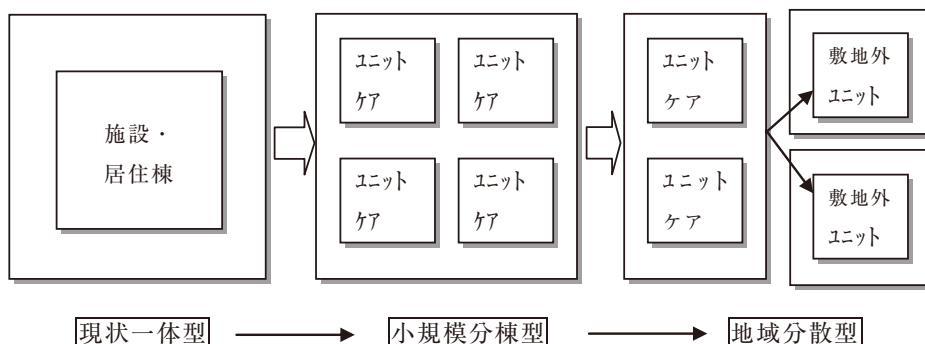 施設・
居住棟
ユニット
ケア
ユニット
ケア
ユニット
ケア
ユニット
ケア
ユニット
ケア
ユニット
ケア
敷地外
ユニット
敷地外
ユニット
現状一体型
小規模分棟型
地域分散型